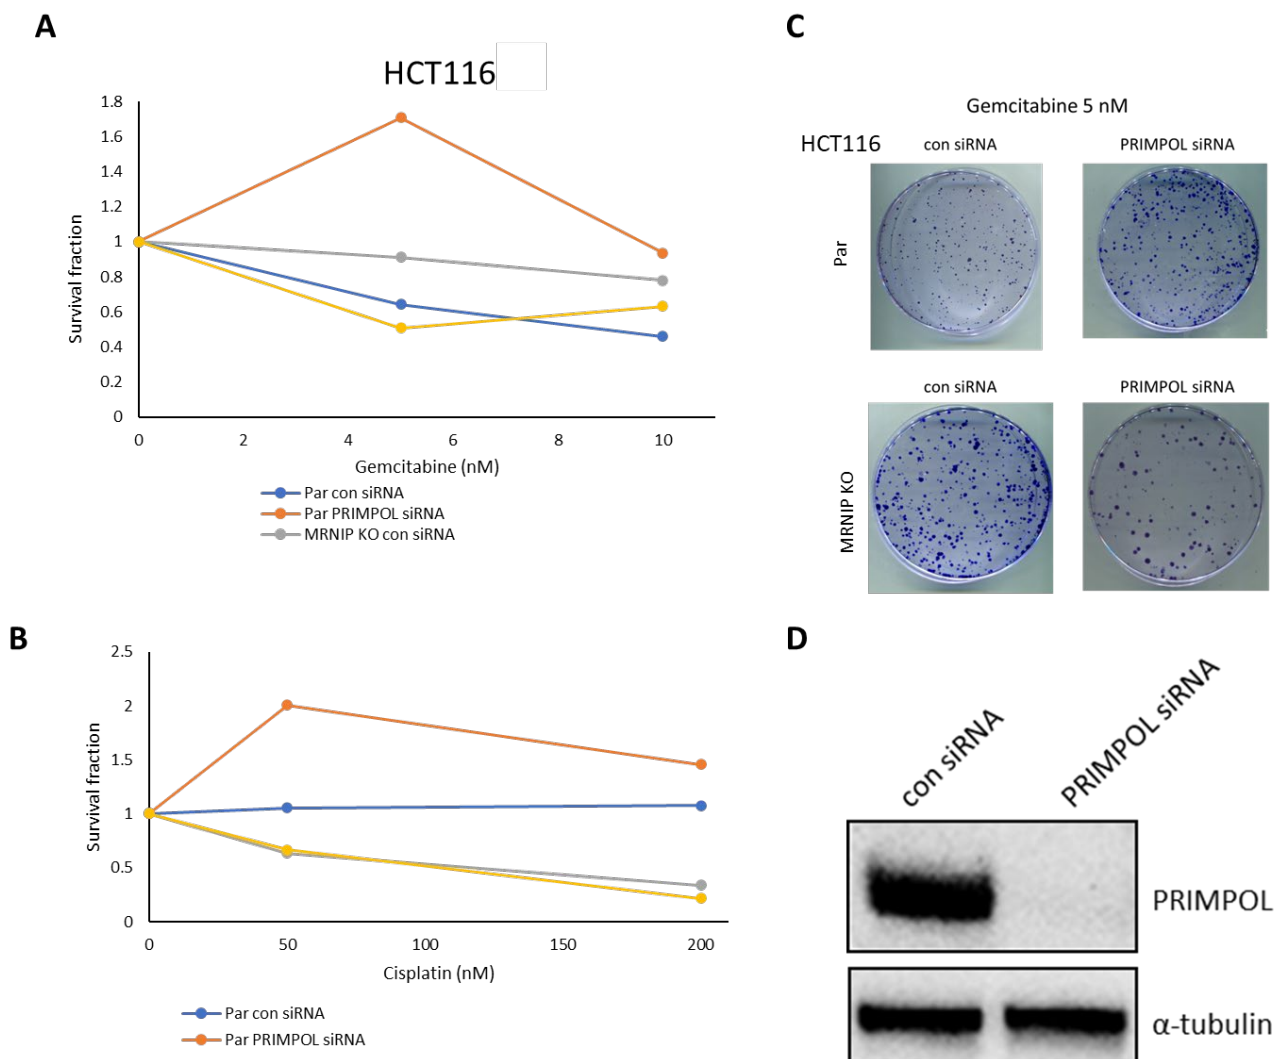 A
HCT116
1.8
1.6
1.4
1.2
1
0.8
0.6
0.4
0.2
0
Survival fraction
0 2 4 6 8 10
Gemcitabine (nM)
Par con siRNA
Par PRIMPOL siRNA
MRNIP KO con siRNA
B
2.5
2
1.5
1
0.5
0
Survival fraction
0 50 100 150 200
Cisplatin (nM)
Par con siRNA
Par PRIMPOL siRNA
C
Gemcitabine 5 nM
HCT116
con siRNA PRIMPOL siRNA
Par
con siRNA PRIMPOL siRNA
MRNIP KO
D
con siRNA
PRIMPOL siRNA
PRIMPOL
α-tubulin